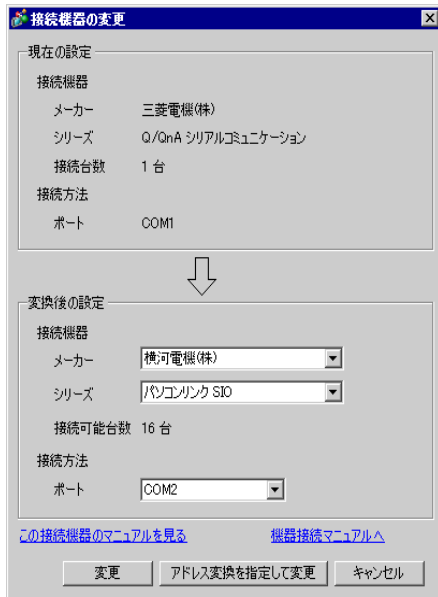 接続機器の変更
現在の設定
接続機器
メーカー 三菱電機(株)
シリーズ Q/QnA シリアルコミュニケーション
接続台数 1 台
接続方法
ポート COM1
変換後の設定
接続機器
メーカー 横河電機(株)
シリーズ パソコンリンク SIO
接続可能台数 16 台
接続方法
ポート COM2
この接続機器のマニュアルを見る 機器接続マニュアルへ
変更 アドレス変換を指定して変更 キャンセル